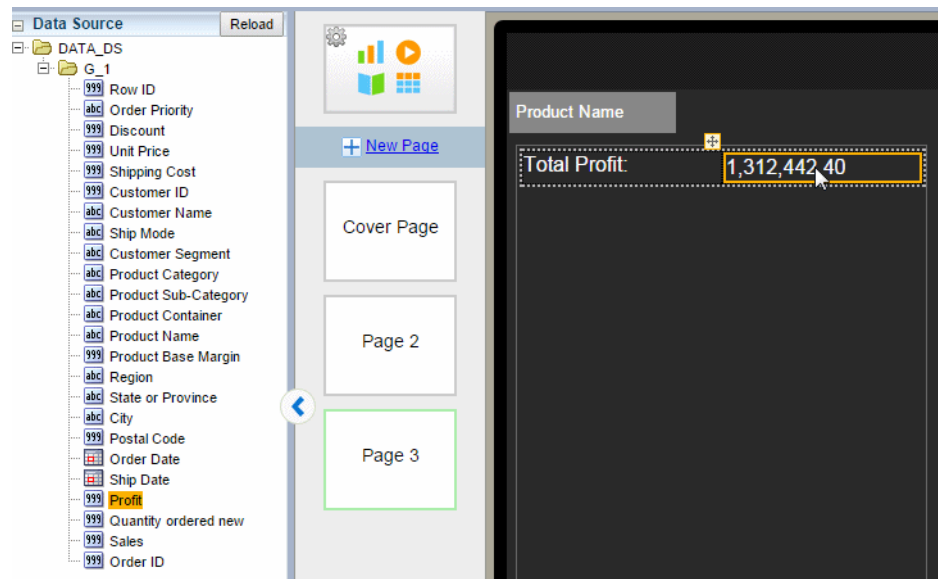 Data Source
Reload
DATA_DS
G_1
999 Row ID
abc Order Priority
999 Discount
999 Unit Price
999 Shipping Cost
999 Customer ID
abc Customer Name
abc Ship Mode
abc Customer Segment
abc Product Category
abc Product Sub-Category
abc Product Container
abc Product Name
999 Product Base Margin
abc Region
abc State or Province
abc City
999 Postal Code
Order Date
Ship Date
999 Profit
999 Quantity ordered new
999 Sales
999 Order ID
New Page
Cover Page
Page 2
Page 3
Product Name
Total Profit:
1,312,442.40